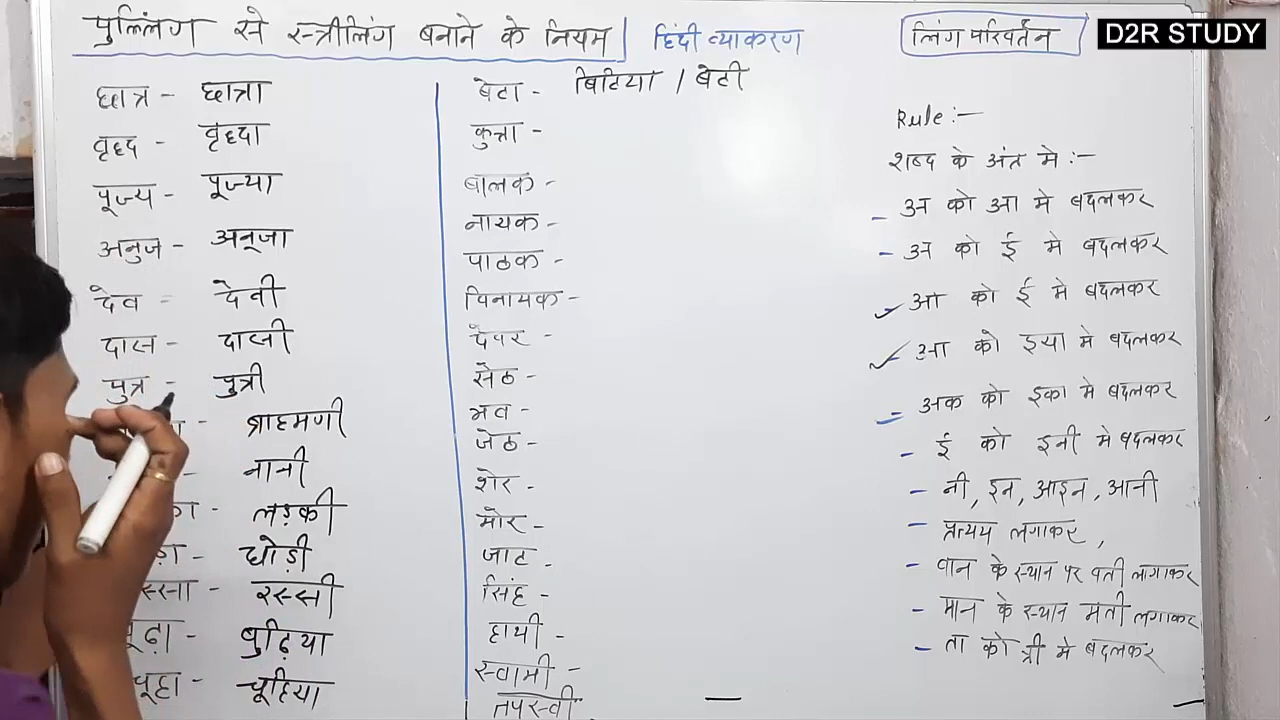 पुल्लिंग से स्त्रीलिंग बनाने के नियम | हिंदी व्याकरण
लिंग परिवर्तन
D2R STUDY
छात्र - छात्रा
वृद्द - वृद्दा
पूज्य - पूज्या
अनुज - अनूजा
देव - देवी
दास - दासी
पुत्र - पुत्री
ब्राहमणी
नानी
- लड़की
- घोड़ी
स्सा - रस्सी
बुढ़िया
चूहिया
बेटा - बिटिया / बेटी
कुत्ता -
बालक -
नायक -
पाठक -
विनायक -
देवर -
सेठ -
भव -
जेठ -
शेर -
मोर -
जाट -
सिंह -
हाथी -
स्वामी -
तपस्वी
Rule :-
शब्द के अंत मे :-
- अ को आ मे बदलकर
- अ को ई मे बदलकर
आ को ई मे बदलकर
आ को इया मे बदलकर
अक को इका मे बदलकर
- ई को इनी मे बदलकर
- नी, इन, आइन, आनी
- प्रत्यय लगाकर,
- वान के स्थान पर वती लगाकर
- मान के स्थान मती लगाकर
- ता को त्री मे बदलकर